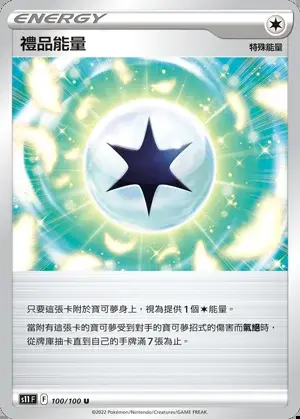 ENERGY
禮品能量
特殊能量
只要這張卡附於寶可夢身上,視為提供1個能量。
當附有這張卡的寶可夢受到對手的寶可夢招式的傷害而氣絕時,
從牌庫抽卡直到自己的手牌滿7張為止。
s11 F F 100/100 U
©2022 Pokémon/Nintendo/Creatures/GAME FREAK.